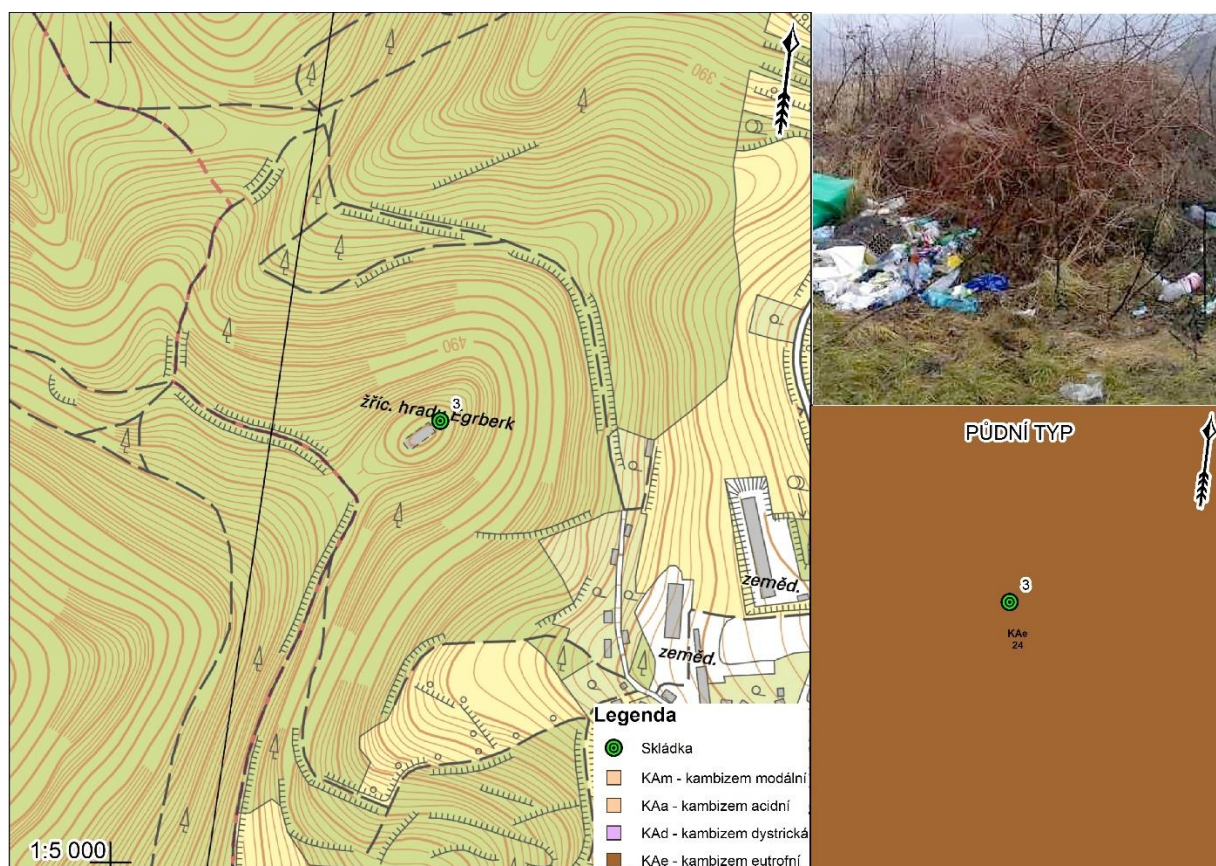 390
490
3
žříc. hradu Egrberk
zeměd.
zeměd.
Legenda
Skládka
KAm - kambizem modální
KAa - kambizem acidní
KAd - kambizem dystrická
KAe - kambizem eutrofní
1:5 000
PŮDNÍ TYP
3
KAe
24